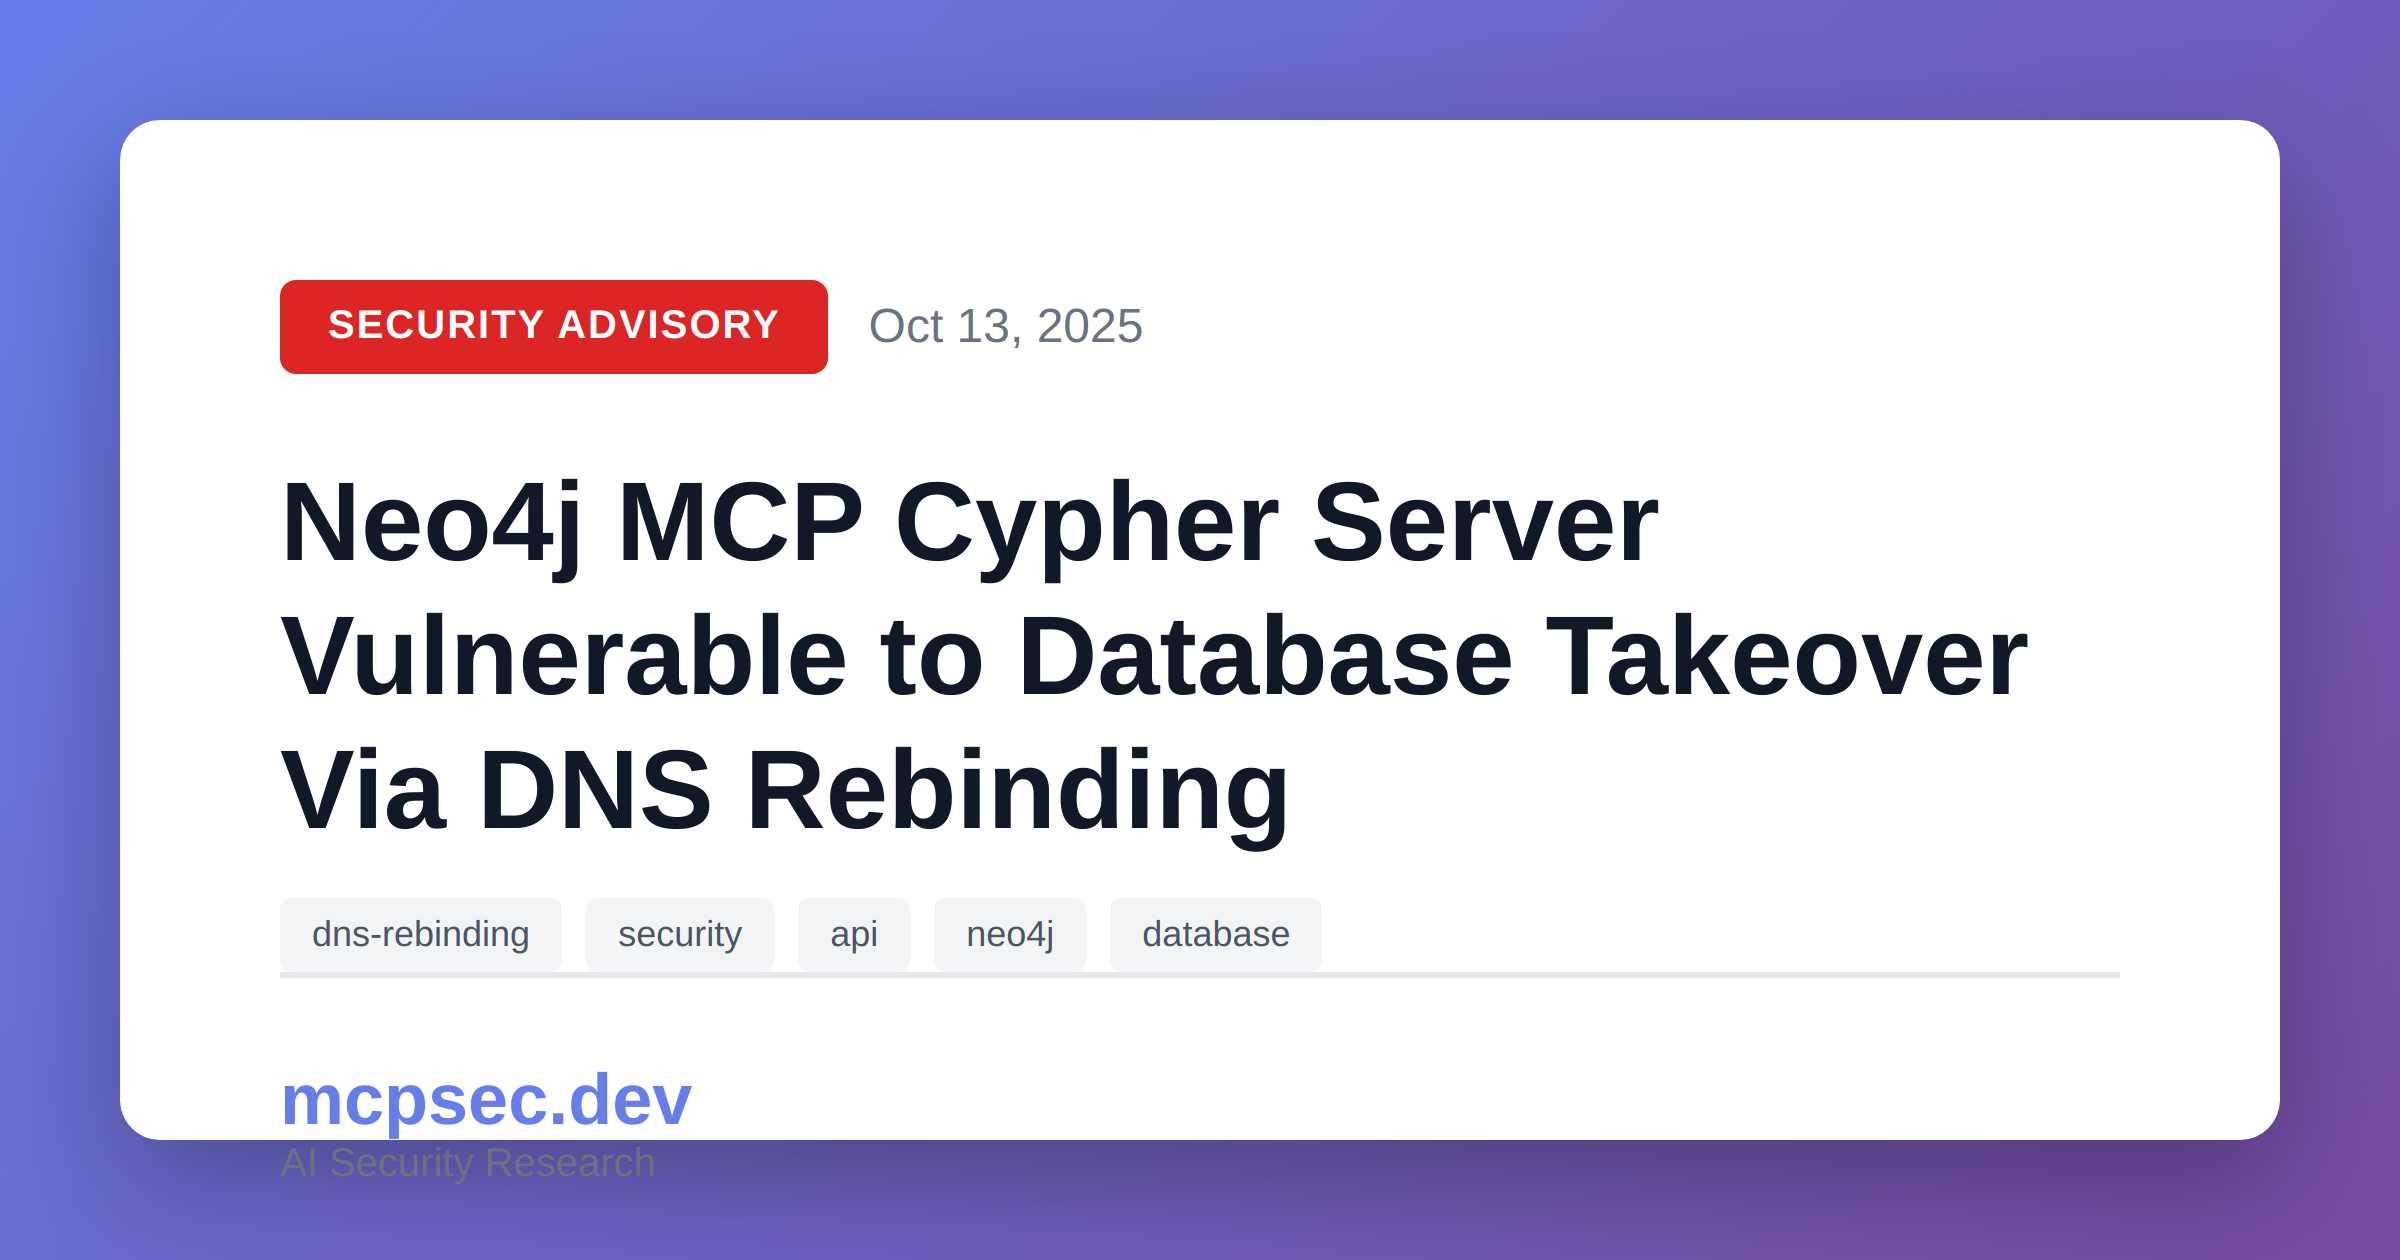 SECURITY ADVISORY Oct 13, 2025
Neo4j MCP Cypher Server
Vulnerable to Database Takeover
Via DNS Rebinding
dns-rebinding security api neo4j database
mcpsec.dev
AI Security Research